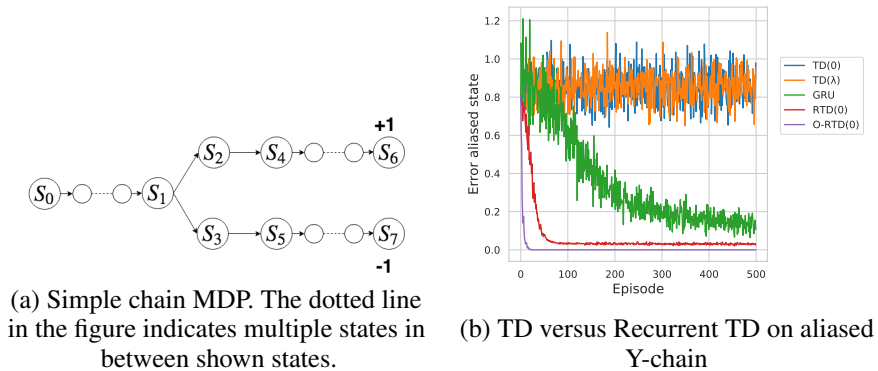 +1
S2
S4
S6
S0
S1
S3
S5
S7
-1
(a) Simple chain MDP. The dotted line
in the figure indicates multiple states in
between shown states.
1.2
1.0
0.8
0.6
0.4
0.2
0.0
Error aliased state
0 100 200 300 400 500
Episode
TD(0)
TD(λ)
GRU
RTD(0)
O-RTD(0)
(b) TD versus Recurrent TD on aliased
Y-chain